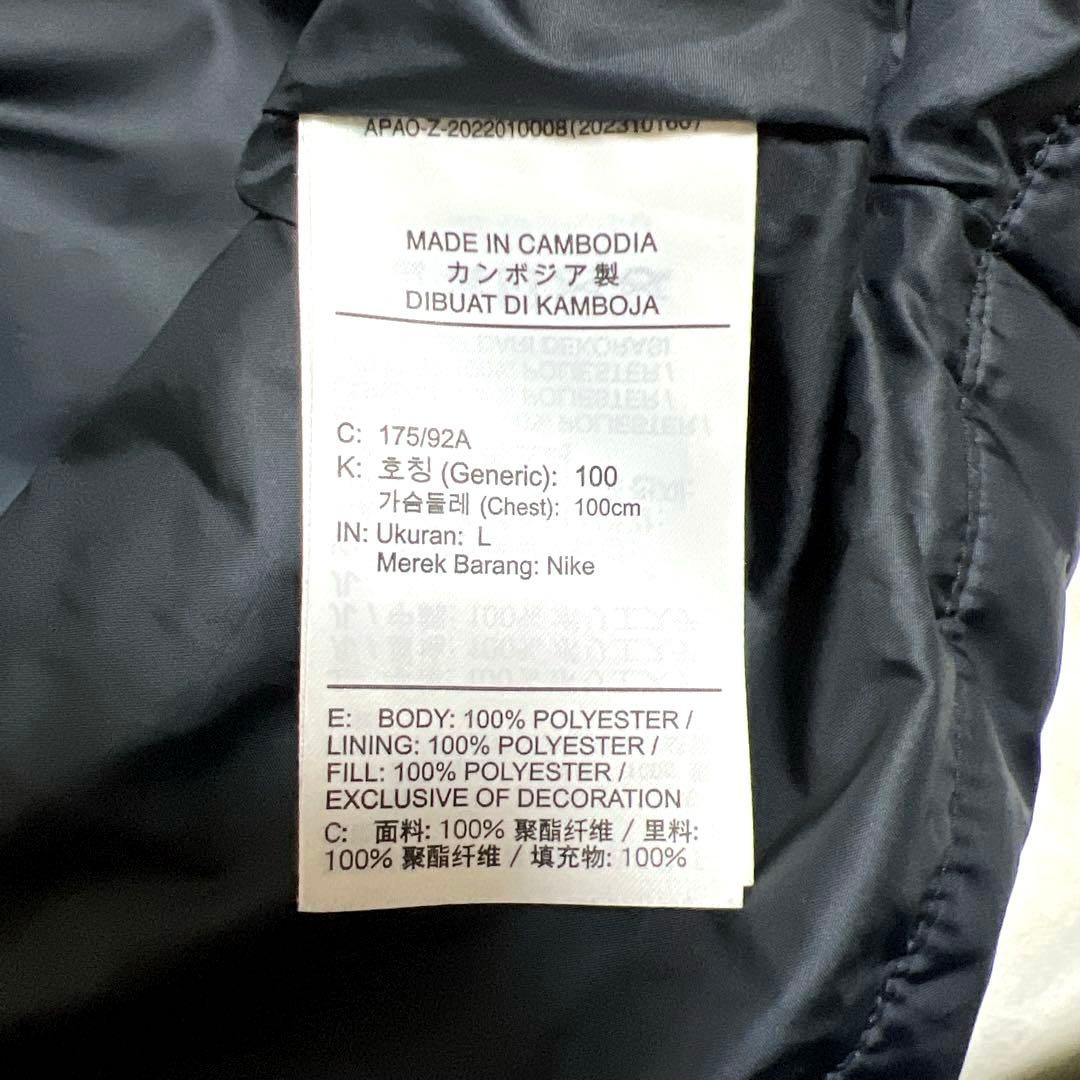 APAO-Z-2022010008(202310160)
MADE IN CAMBODIA
カンボジア製
DIBUAT DI KAMBOJA
C: 175/92A
K: 호칭 (Generic): 100
가슴둘레 (Chest): 100cm
IN: Ukuran: L
Merek Barang: Nike
E: BODY: 100% POLYESTER /
LINING: 100% POLYESTER /
FILL: 100% POLYESTER /
EXCLUSIVE OF DECORATION
C: 面料: 100% 聚酯纤维 / 里料:
100% 聚酯纤维 / 填充物: 100%